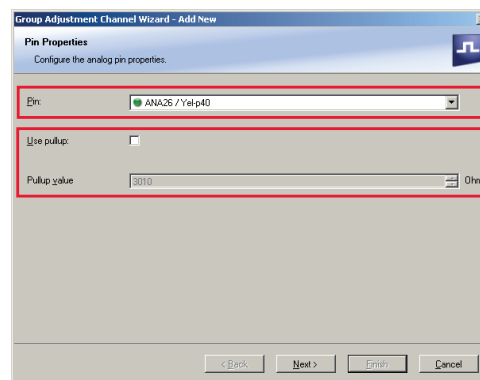 Group Adjustment Channel Wizard - Add New
Pin Properties
Configure the analog pin properties.
Pin: ANA26 / Yel-p40
Use pullup:
Pullup value 3010 Ohm
< Back Next > Finish Cancel